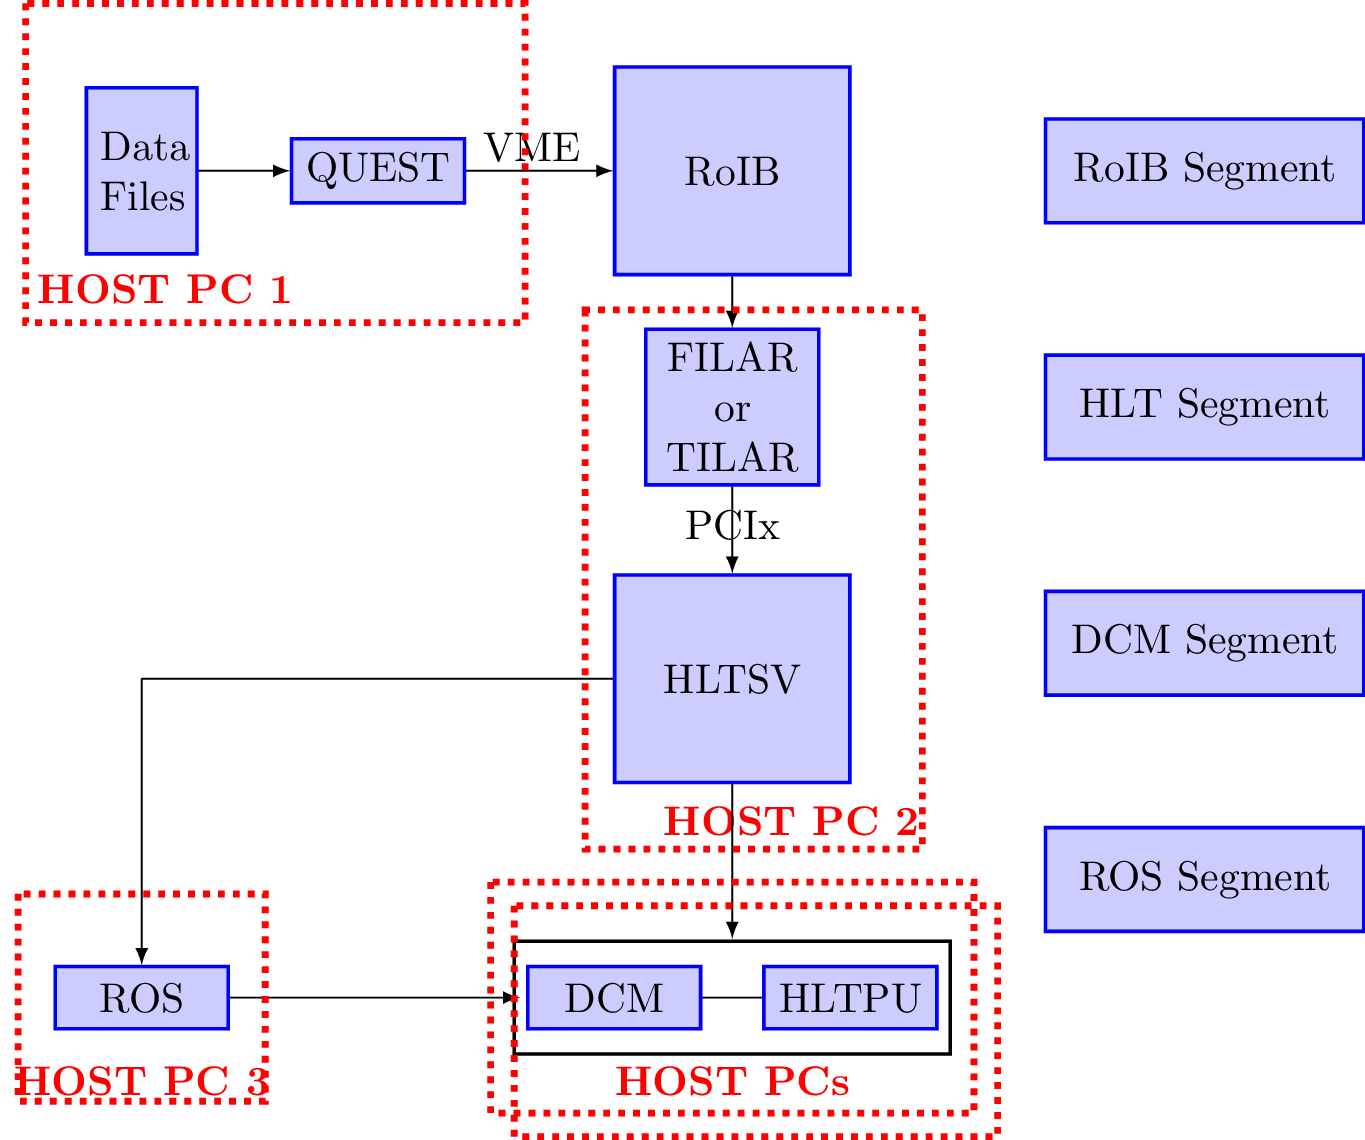 Data
Files
QUEST
VME
RoIB
RoIB Segment
HOST PC 1
FILAR
or
TILAR
HLT Segment
PCIx
HLTSV
DCM Segment
HOST PC 2
ROS Segment
ROS
DCM
HLTPU
HOST PC 3
HOST PCs